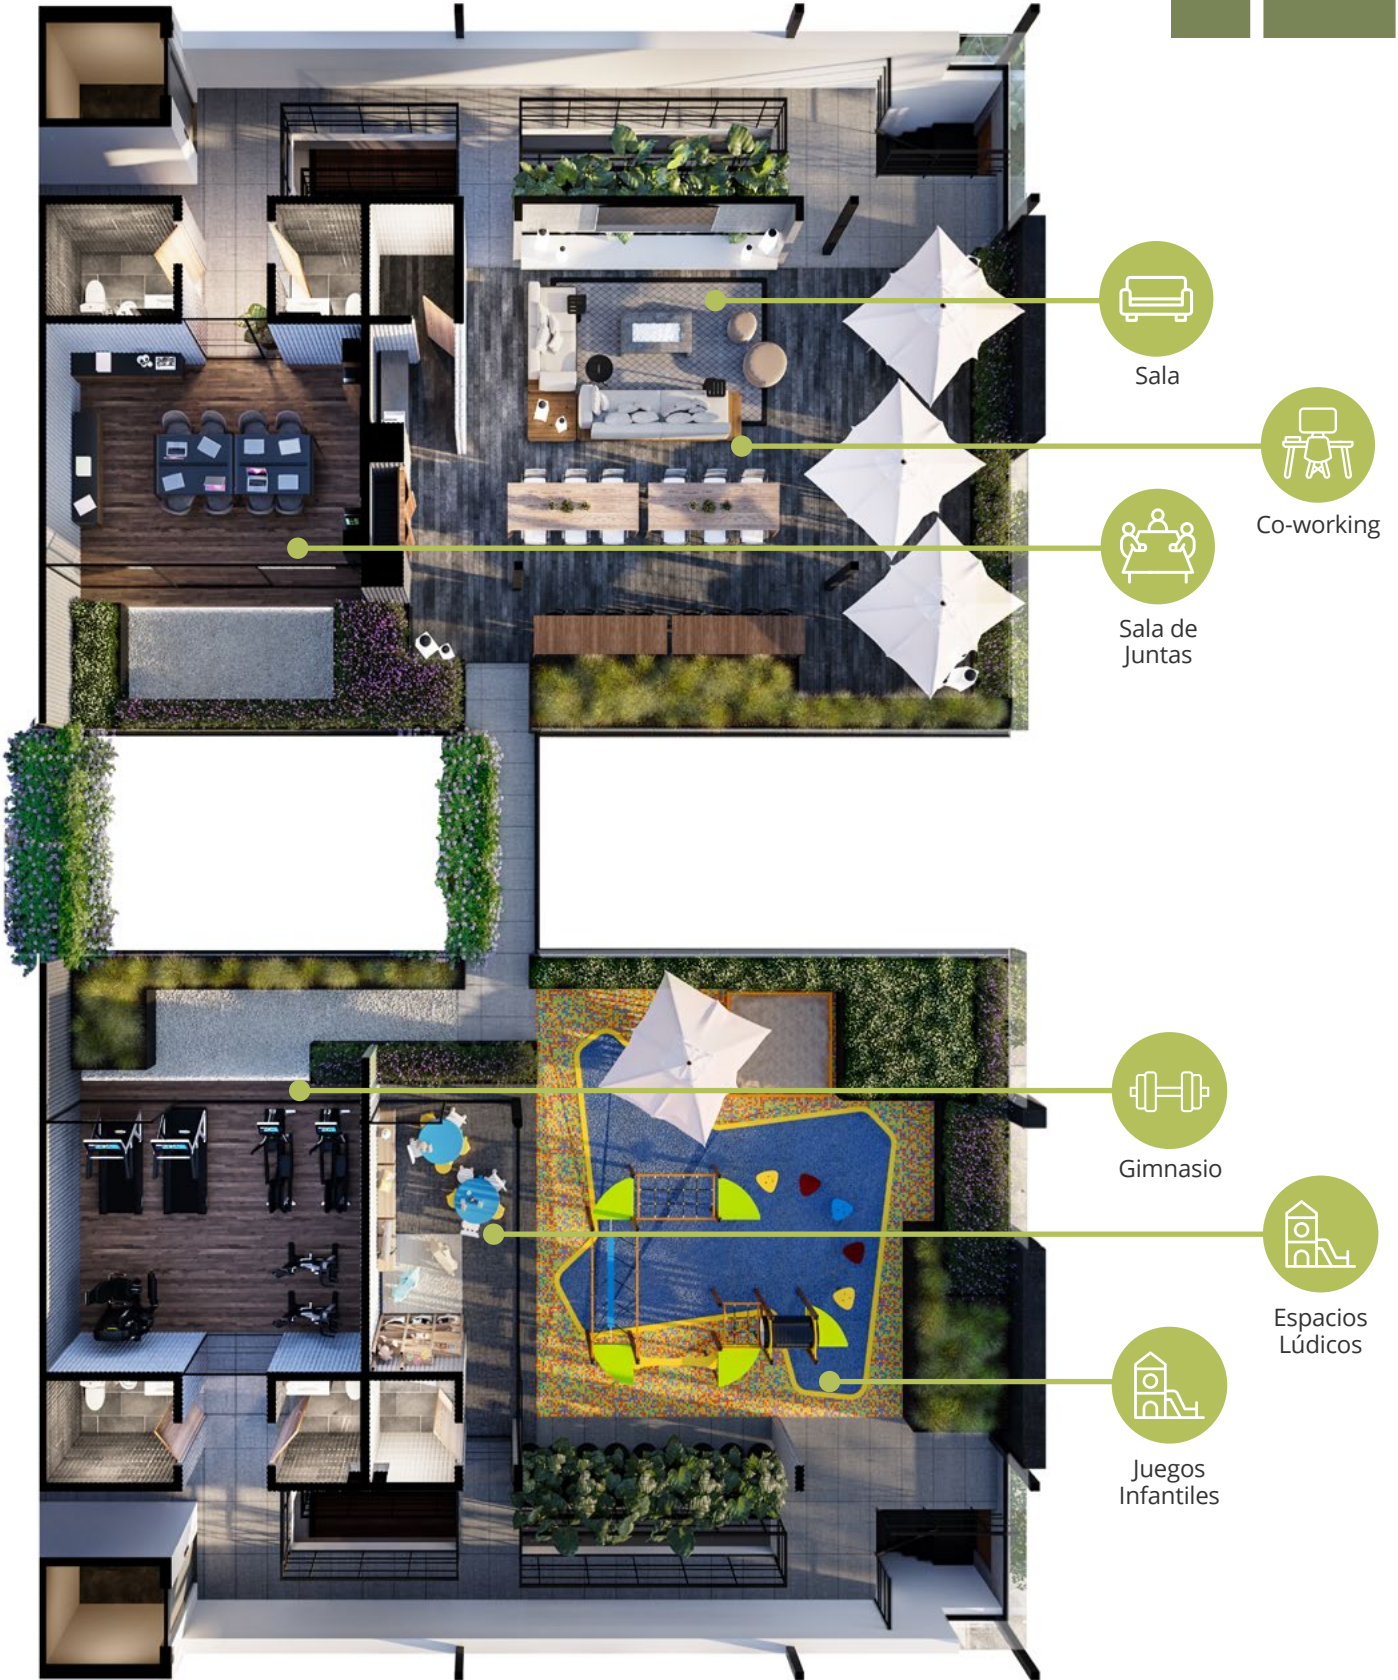 Sala
Co-working
Sala de
Juntas
Gimnasio
Espacios
Lúdicos
Juegos
Infantiles